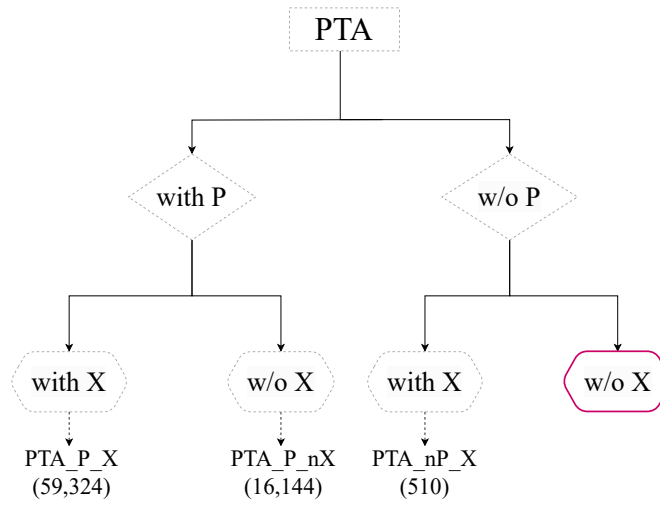 PTA
with P
w/o P
with X
w/o X
with X
w/o X
PTA_P_X
(59,324)
PTA_P_nX
(16,144)
PTA_nP_X
(510)